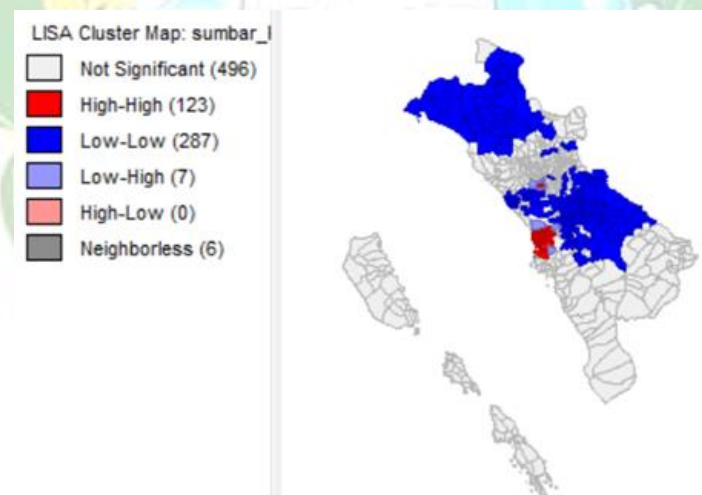 LISA Cluster Map: sumbar_
Not Significant (496)
High-High (123)
Low-Low (287)
Low-High (7)
High-Low (0)
Neighborless (6)